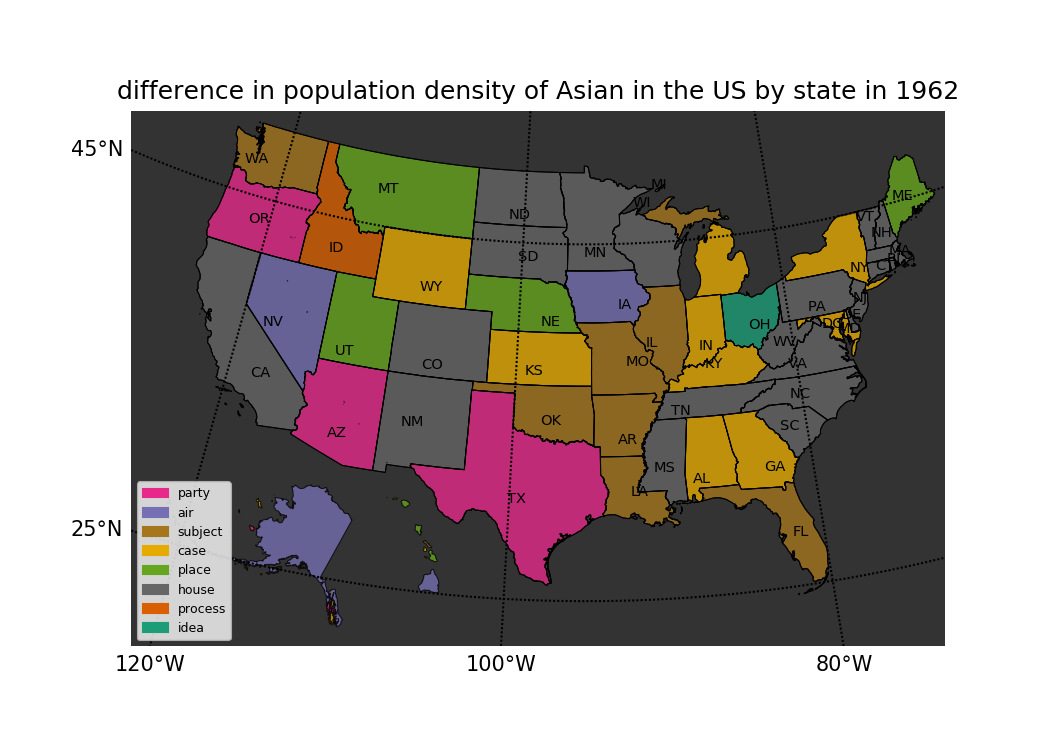 difference in population density of Asian in the US by state in 1962
45°N
25°N
120°W
100°W
80°W
WA
OR
CA
NV
ID
MT
WY
UT
AZ
CO
NM
ND
SD
NE
KS
OK
TX
MN
IA
MO
AR
LA
WI
MI
IL
IN
OH
KY
TN
MS
AL
GA
FL
SC
NC
VA
WV
PA
NY
VT
NH
ME
MA
CT
NJ
DE
MD
DC
party
air
subject
case
place
house
process
idea